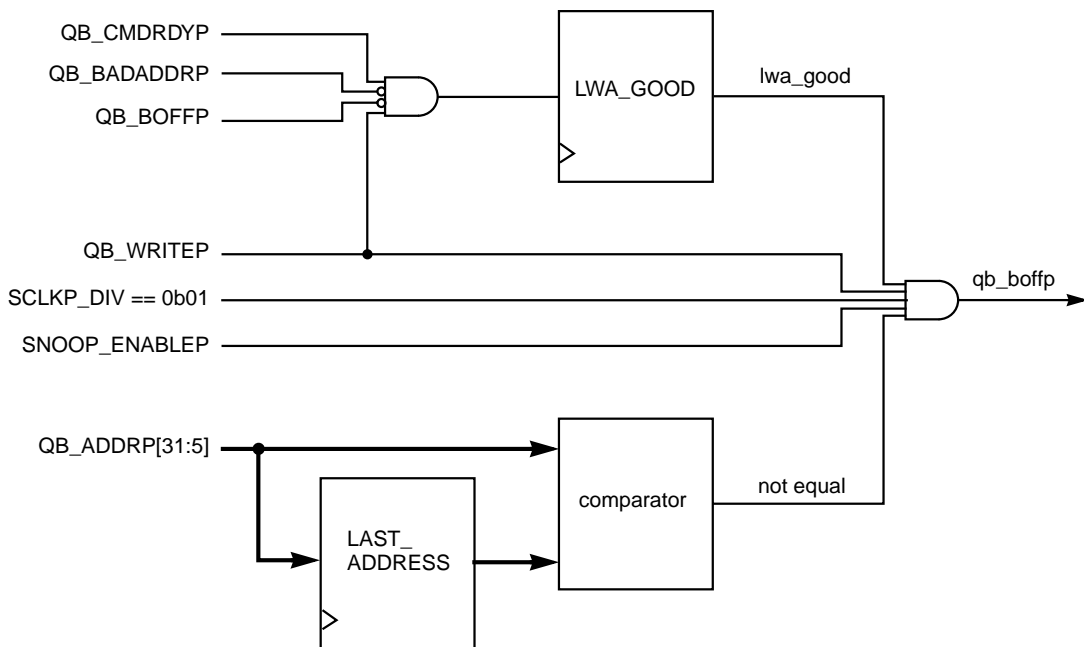 QB_CMDRDYP
QB_BADADDRP
QB_BOFFP
LWA_GOOD
lwa_good
QB_WRITEP
SCLKP_DIV == 0b01
SNOOP_ENABLEP
qb_boffp
QB_ADDRP[31:5]
comparator
not equal
LAST_
ADDRESS